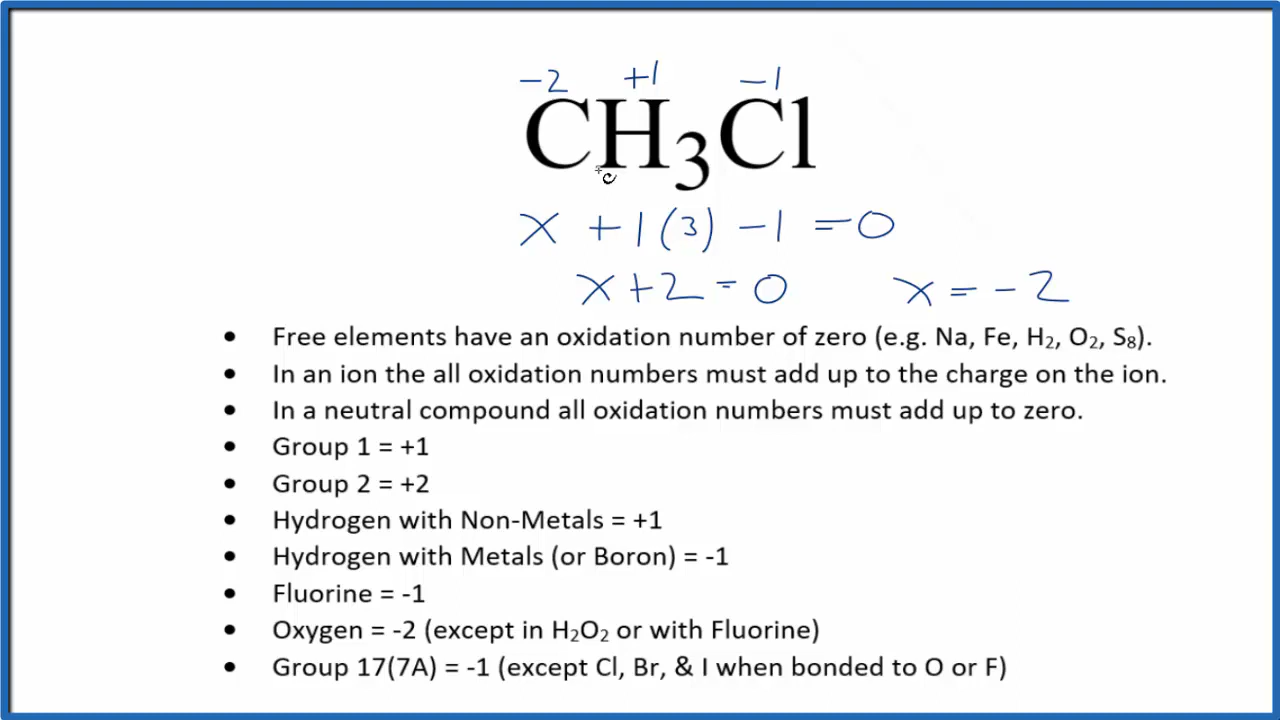 -2 +1 -1
CH₃Cl
x +1(3) -1 =0
x+2=0 x=-2
• Free elements have an oxidation number of zero (e.g. Na, Fe, H₂, O₂, S₈).
• In an ion the all oxidation numbers must add up to the charge on the ion.
• In a neutral compound all oxidation numbers must add up to zero.
• Group 1 = +1
• Group 2 = +2
• Hydrogen with Non-Metals = +1
• Hydrogen with Metals (or Boron) = -1
• Fluorine = -1
• Oxygen = -2 (except in H₂O₂ or with Fluorine)
• Group 17(7A) = -1 (except Cl, Br, & I when bonded to O or F)